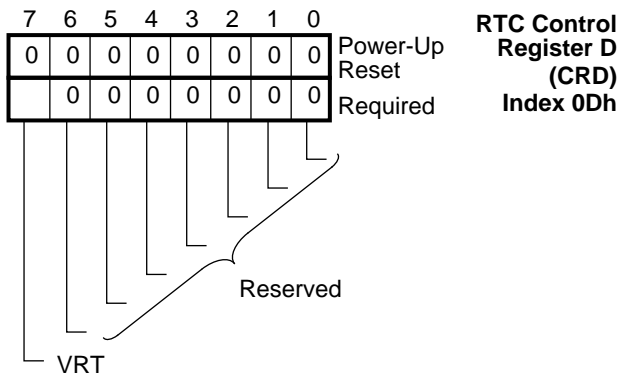 7 6 5 4 3 2 1 0
RTC Control
Register D
(CRD)
Index 0Dh
0 0 0 0 0 0 0 0
Power-Up
Reset
0 0 0 0 0 0 0
Required
Reserved
VRT